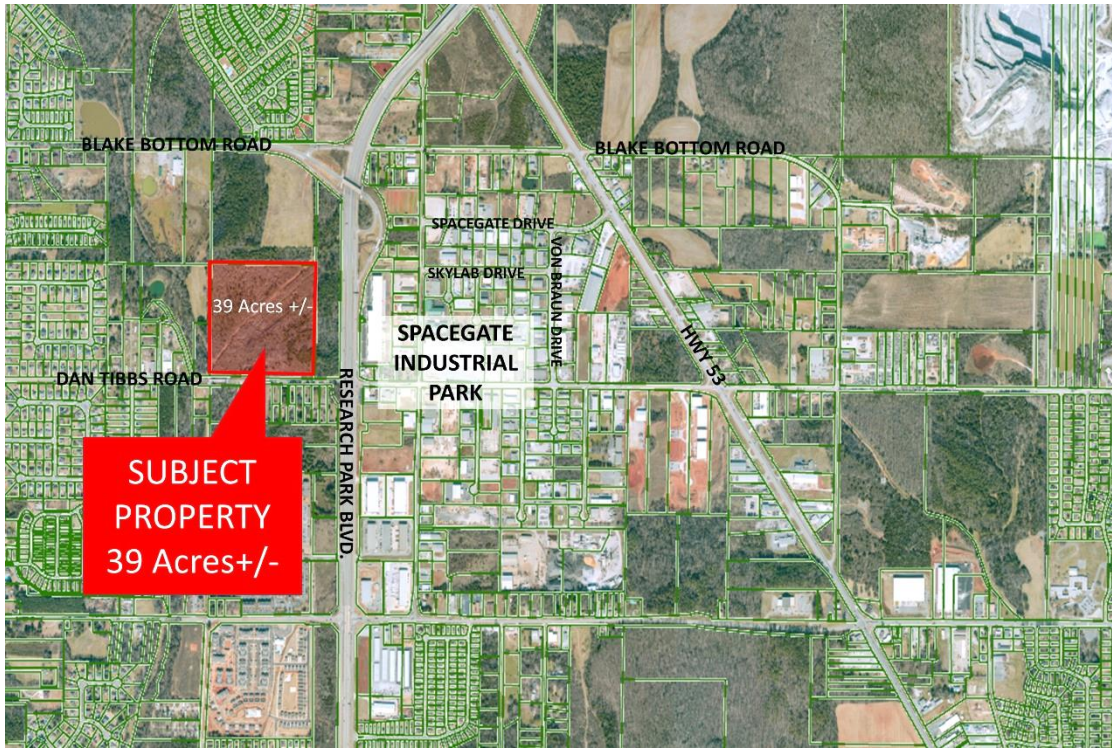 BLAKE BOTTOM ROAD
BLAKE BOTTOM ROAD
SPACEGATE DRIVE
VON BRAUN DRIVE
SKYLAB DRIVE
39 Acres +/-
SPACEGATE
INDUSTRIAL
PARK
HWY 53
DAN TIBBS ROAD
RESEARCH PARK BLVD.
SUBJECT
PROPERTY
39 Acres+/-